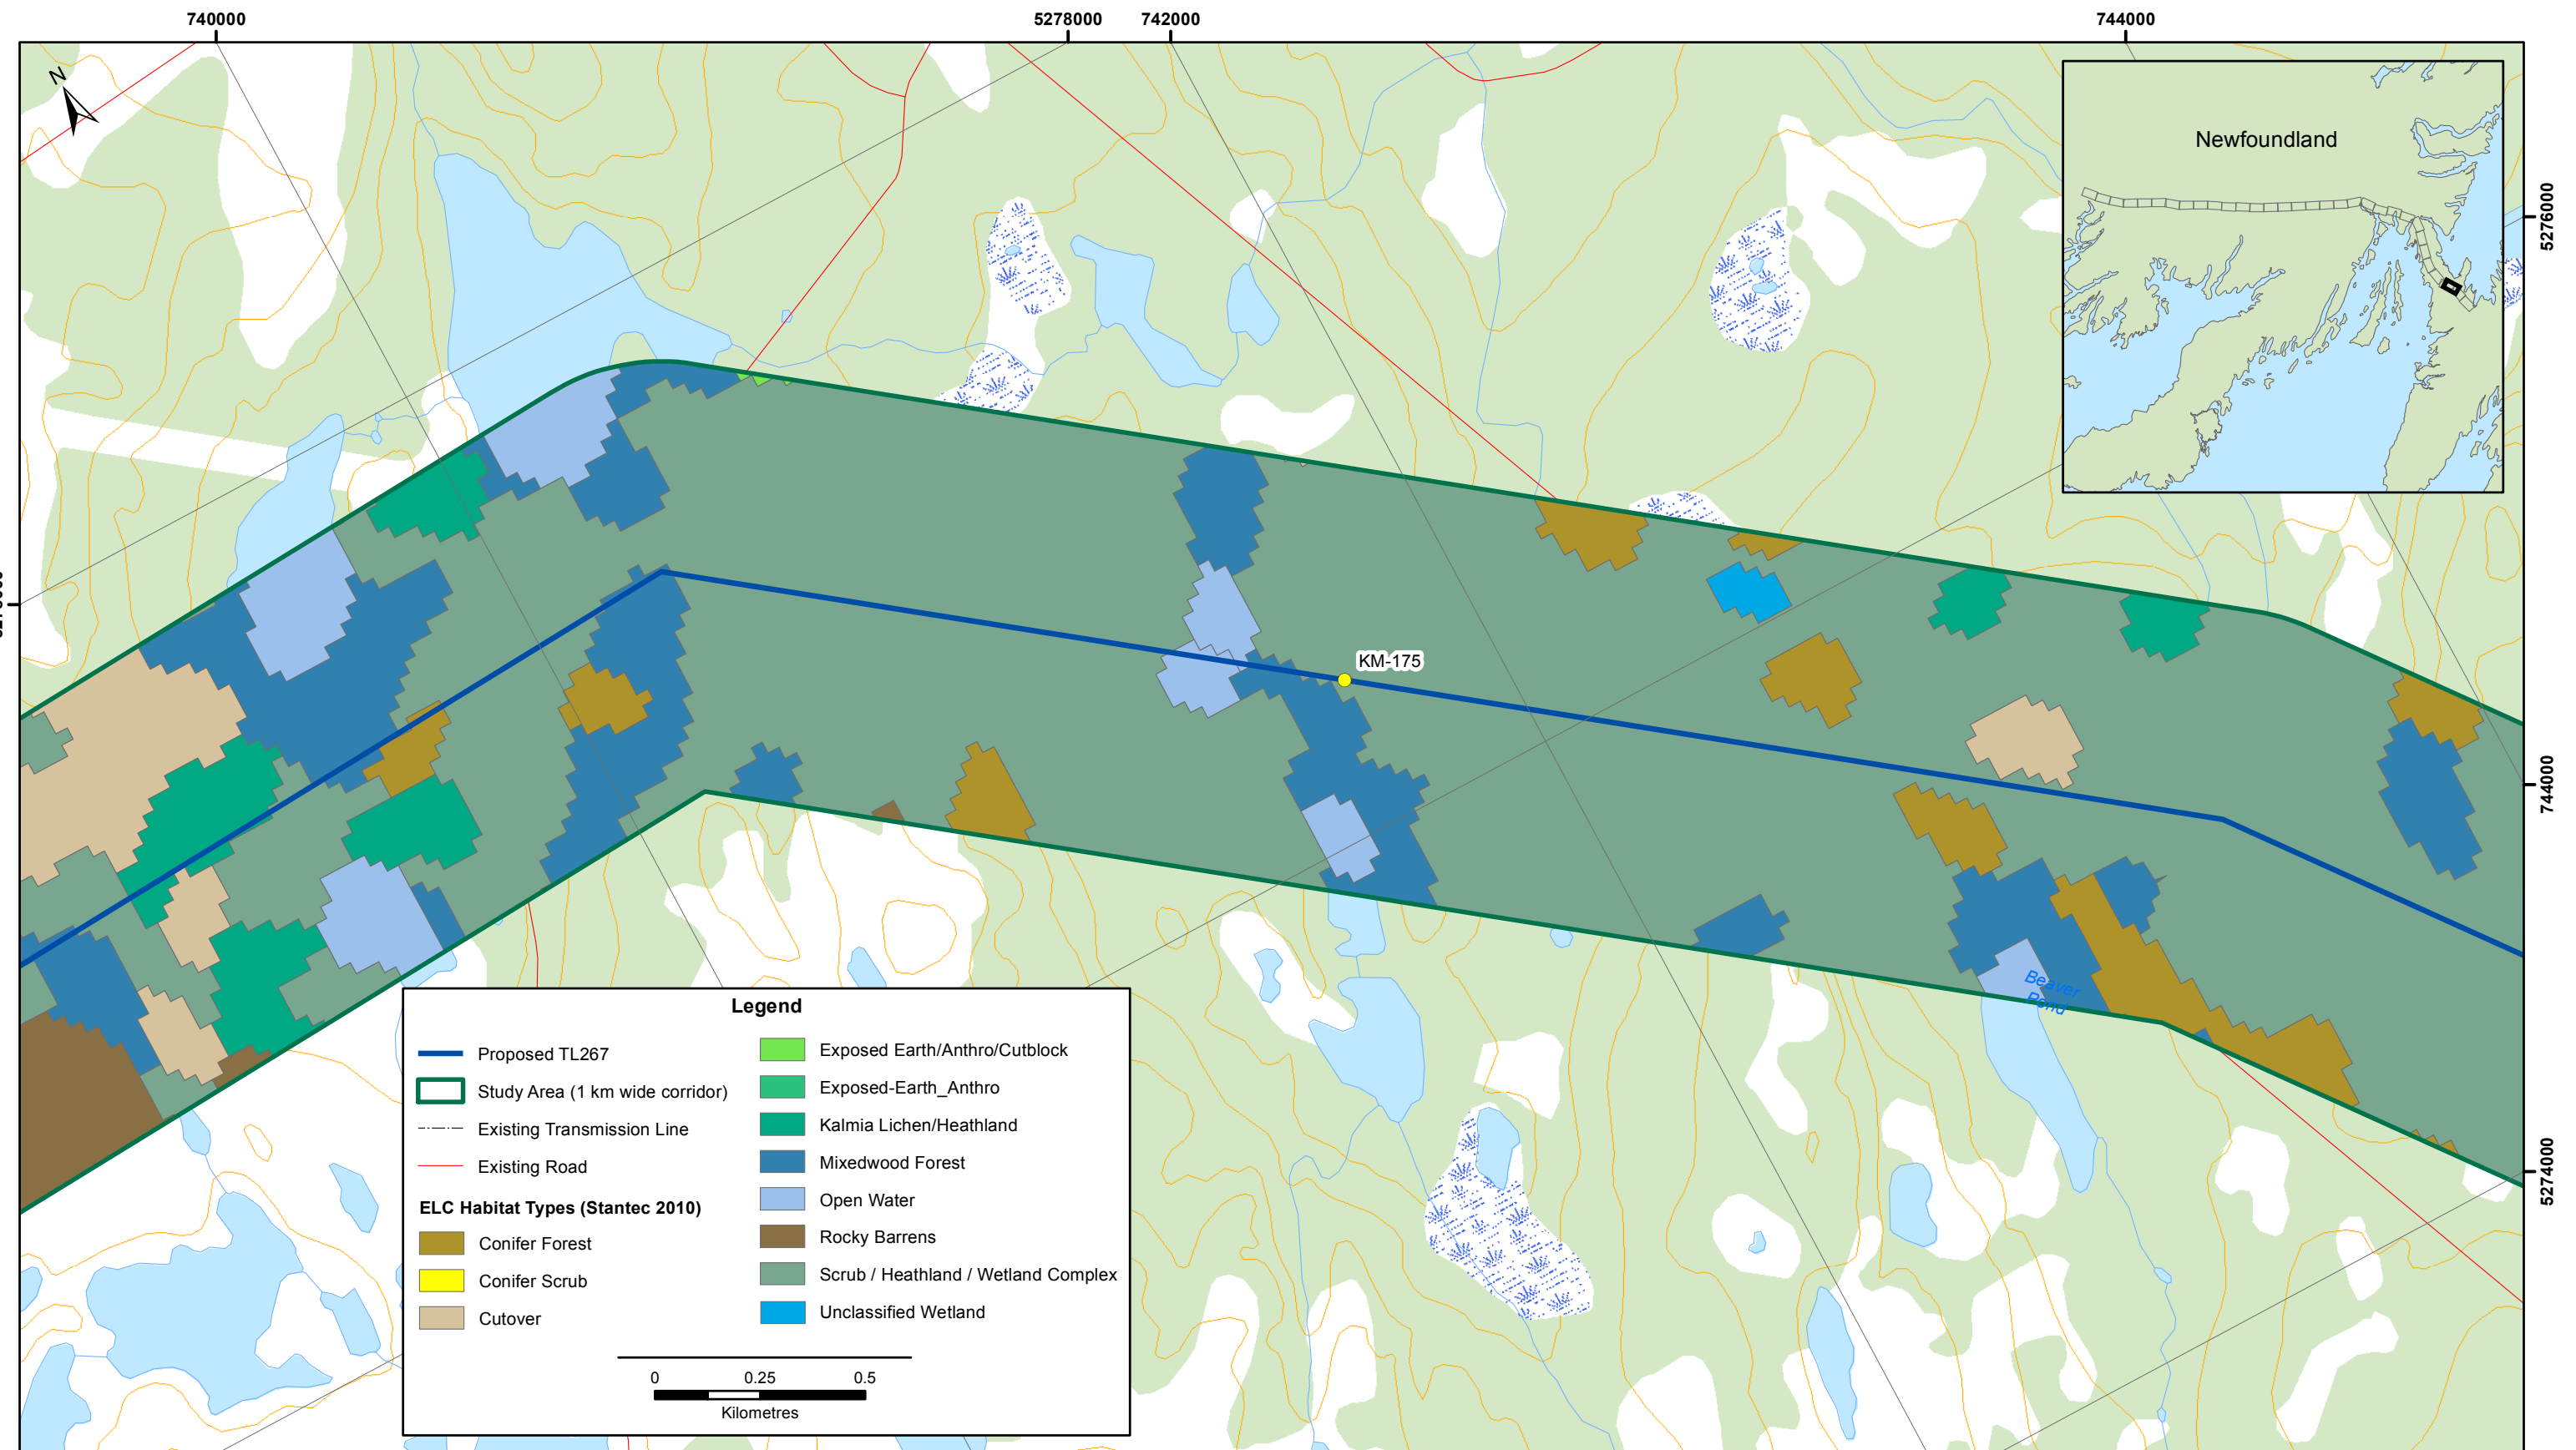 740000
5278000
742000
744000
N
Newfoundland
5276000
KM-175
744000
Beaver
Pond
5274000
Legend
Proposed TL267
Study Area (1 km wide corridor)
Existing Transmission Line
Existing Road
ELC Habitat Types (Stantec 2010)
Conifer Forest
Conifer Scrub
Cutover
Exposed Earth/Anthro/Cutblock
Exposed-Earth_Anthro
Kalmia Lichen/Heathland
Mixedwood Forest
Open Water
Rocky Barrens
Scrub / Heathland / Wetland Complex
Unclassified Wetland
0 0.25 0.5
Kilometres